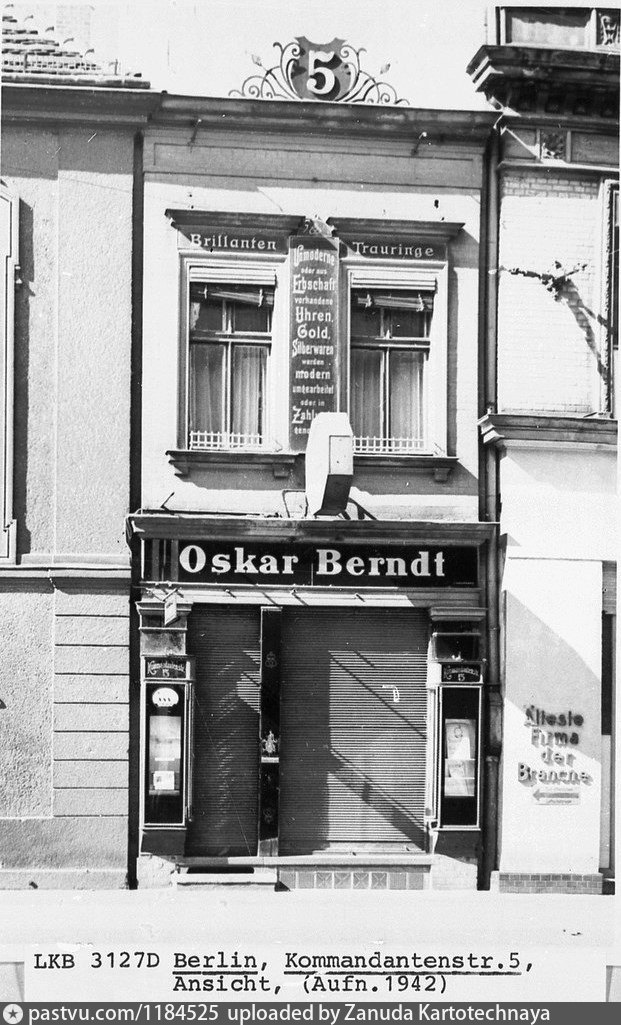 5
Brillanten
Trauringe
Unmoderne
oder aus
Erbschaft
vorhandene
Uhren,
Gold,
Silberwaren
werden
modern
umgearbeitet
oder in
Oskar Berndt
Kommandantenstr.
5
Kommandantenstr.
5
Älteste
Firma
der
Branche
LKB 3127D Berlin, Kommandantenstr.5,
Ansicht, (Aufn.1942)
pastvu.com/1184525 uploaded by Zanuda Kartotechnaya